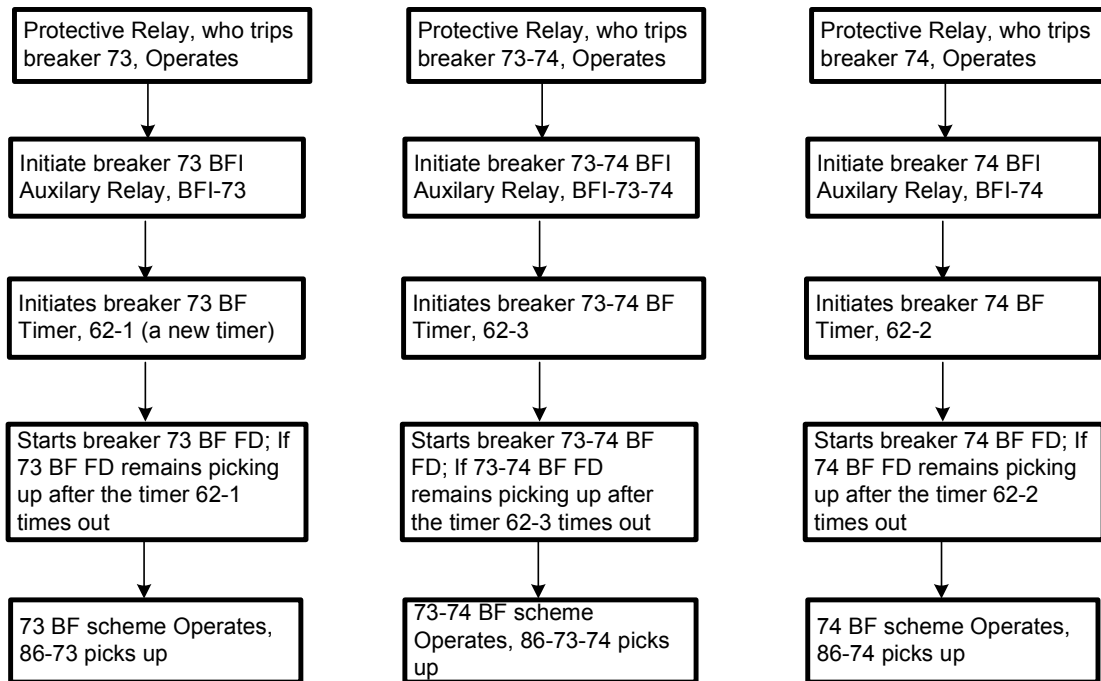 Protective Relay, who trips
breaker 73, Operates
Initiate breaker 73 BFI
Auxilary Relay, BFI-73
Initiates breaker 73 BF
Timer, 62-1 (a new timer)
Starts breaker 73 BF FD; If
73 BF FD remains picking
up after the timer 62-1
times out
73 BF scheme Operates,
86-73 picks up
Protective Relay, who trips
breaker 73-74, Operates
Initiate breaker 73-74 BFI
Auxilary Relay, BFI-73-74
Initiates breaker 73-74 BF
Timer, 62-3
Starts breaker 73-74 BF
FD; If 73-74 BF FD
remains picking up after
the timer 62-3 times out
73-74 BF scheme
Operates, 86-73-74 picks
up
Protective Relay, who trips
breaker 74, Operates
Initiate breaker 74 BFI
Auxilary Relay, BFI-74
Initiates breaker 74 BF
Timer, 62-2
Starts breaker 74 BF FD; If
74 BF FD remains picking
up after the timer 62-2
times out
74 BF scheme Operates,
86-74 picks up